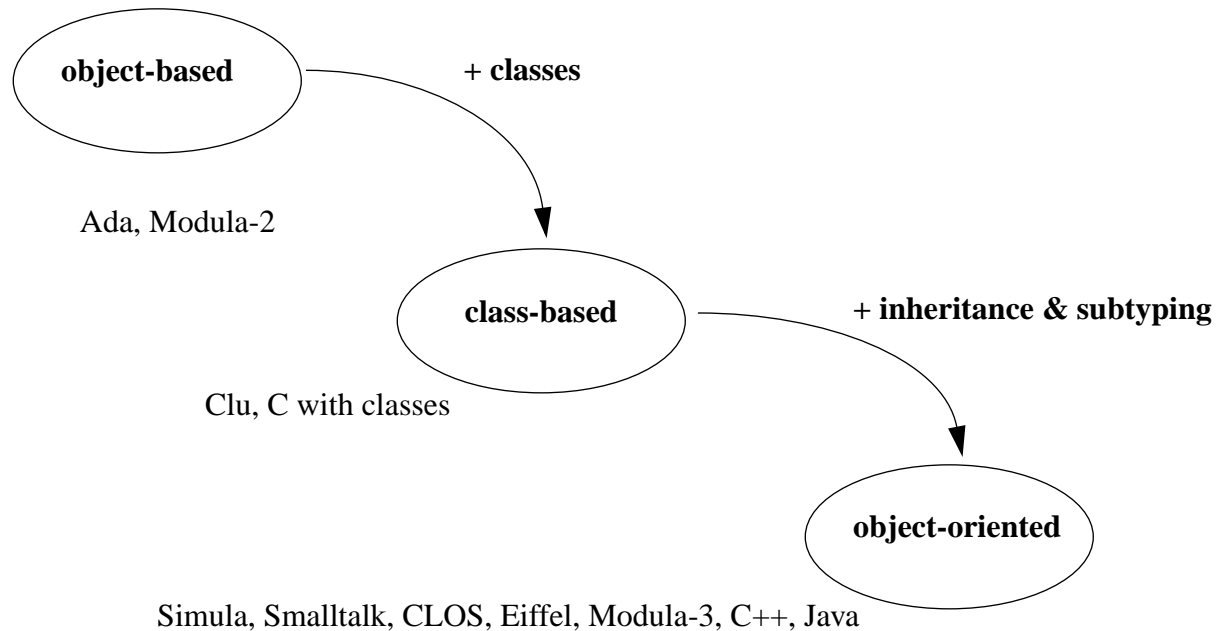 object-based
+ classes
Ada, Modula-2
class-based
+ inheritance & subtyping
Clu, C with classes
object-oriented
Simula, Smalltalk, CLOS, Eiffel, Modula-3, C++, Java